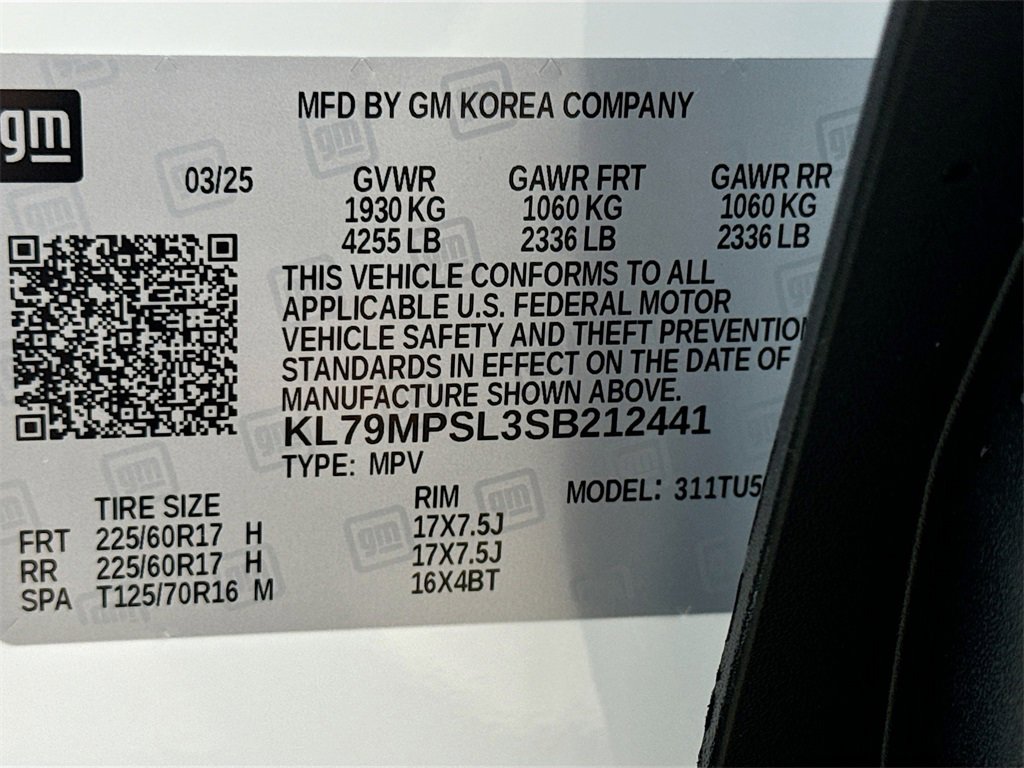 gm
MFD BY GM KOREA COMPANY
03/25 GVWR GAWR FRT GAWR RR
1930 KG 1060 KG 1060 KG
4255 LB 2336 LB 2336 LB
THIS VEHICLE CONFORMS TO ALL
APPLICABLE U.S. FEDERAL MOTOR
VEHICLE SAFETY AND THEFT PREVENTION
STANDARDS IN EFFECT ON THE DATE OF
MANUFACTURE SHOWN ABOVE.
KL79MPSL3SB212441
TYPE: MPV
MODEL: 311TU5
TIRE SIZE RIM
FRT 225/60R17 H 17X7.5J
RR 225/60R17 H 17X7.5J
SPA T125/70R16 M 16X4BT